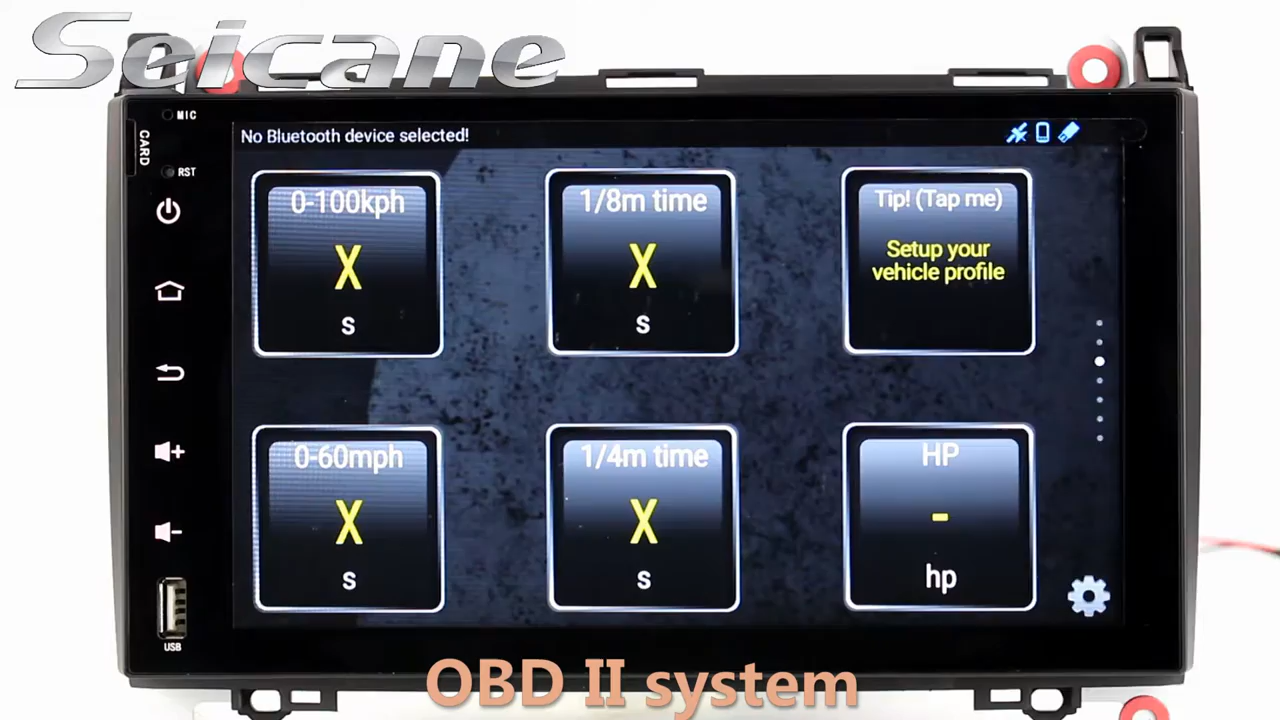 Seicane
MIC
CARD
RST
No Bluetooth device selected!
0-100kph
X
s
1/8m time
X
s
Tip! (Tap me)
Setup your
vehicle profile
0-60mph
X
s
1/4m time
X
s
HP
-
hp
USB
OBD II system